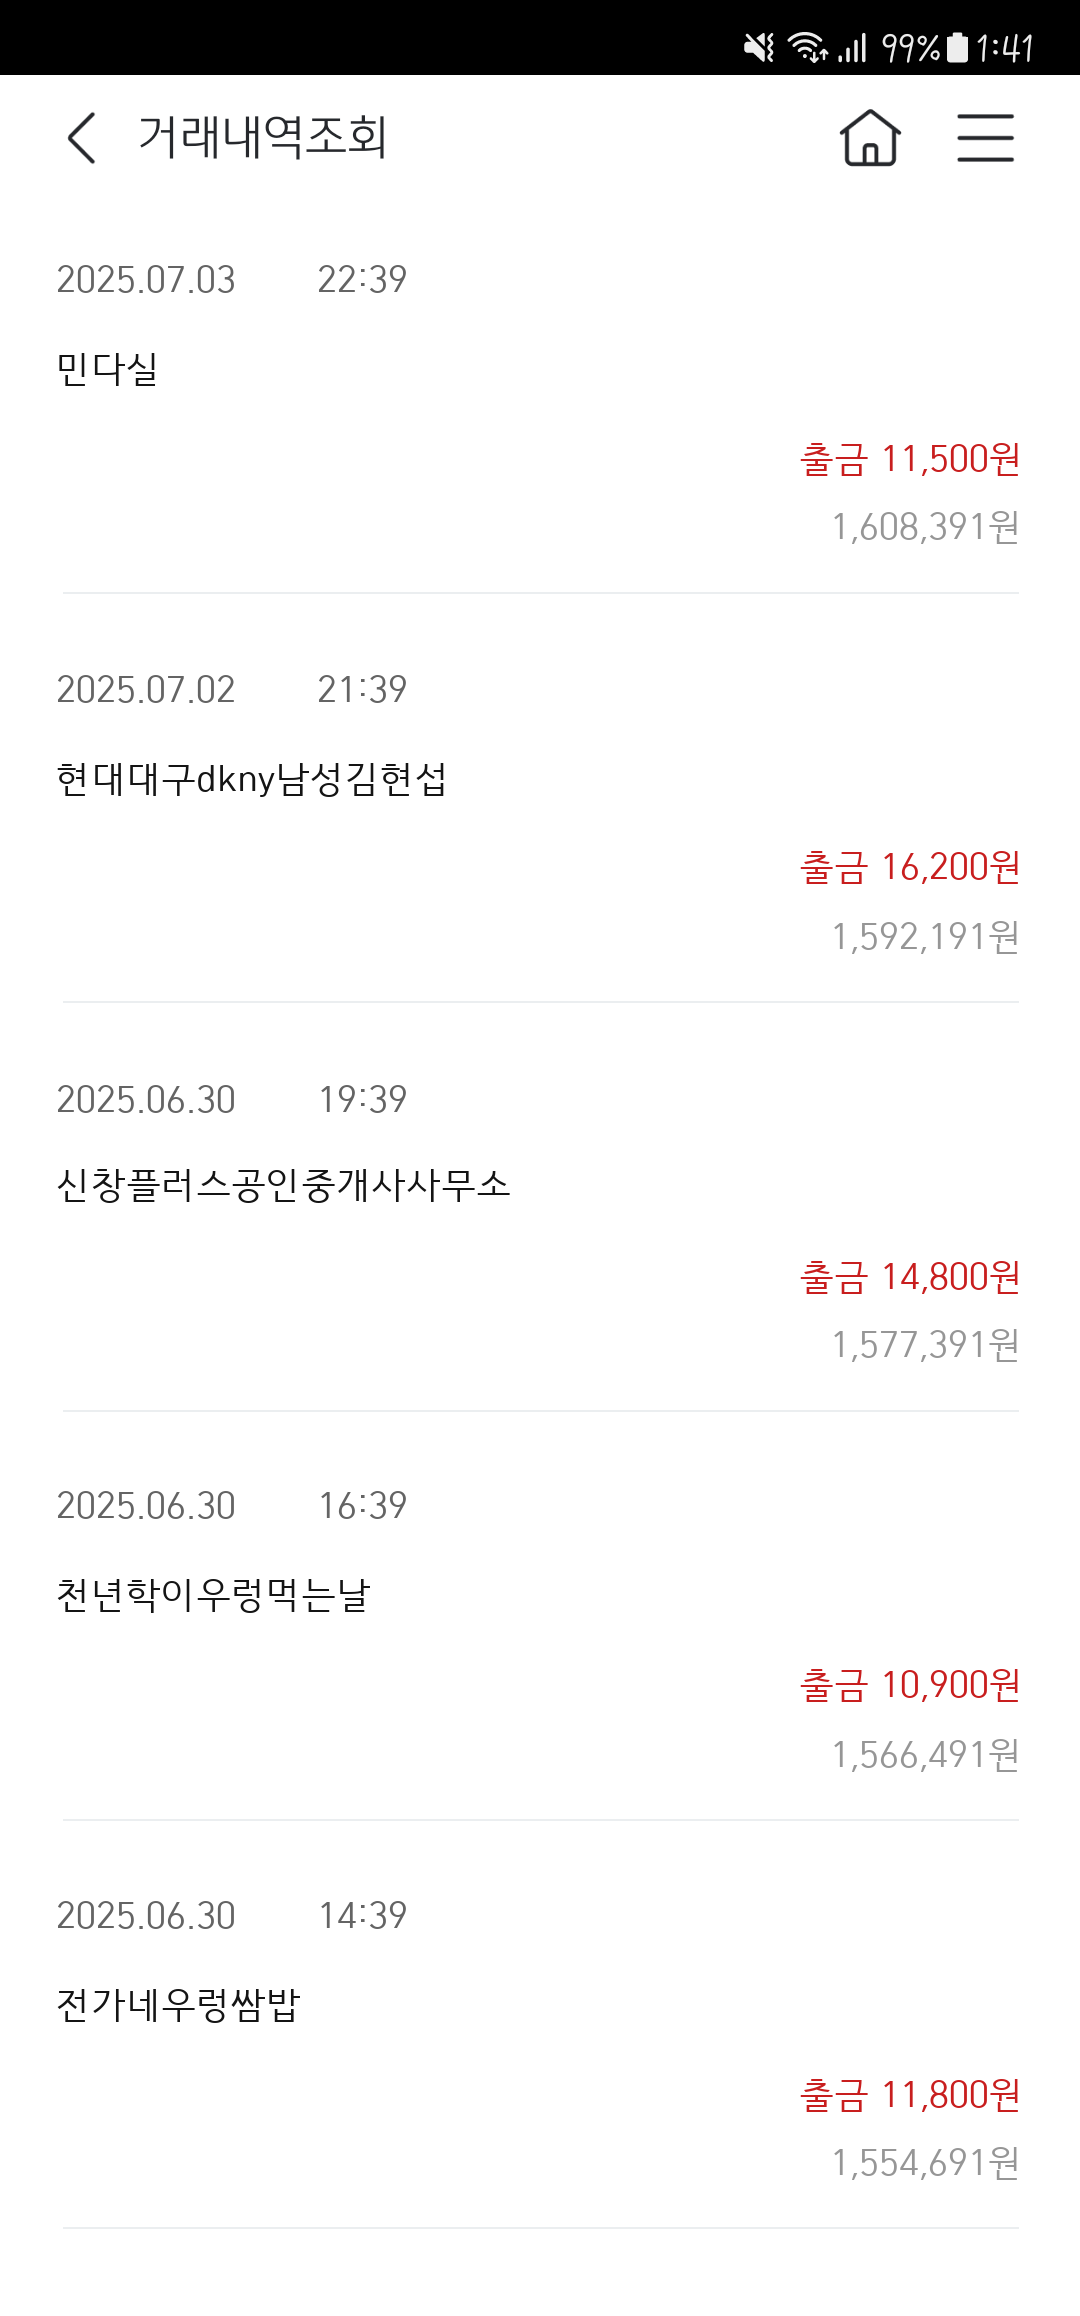 99% 1:41
거래내역조회
2025.07.03 22:39
민다실
출금 11,500원
1,608,391원
2025.07.02 21:39
현대대구dkny남성김현섭
출금 16,200원
1,592,191원
2025.06.30 19:39
신창플러스공인중개사사무소
출금 14,800원
1,577,391원
2025.06.30 16:39
천년학이우렁먹는날
출금 10,900원
1,566,491원
2025.06.30 14:39
전가네우렁쌈밥
출금 11,800원
1,554,691원